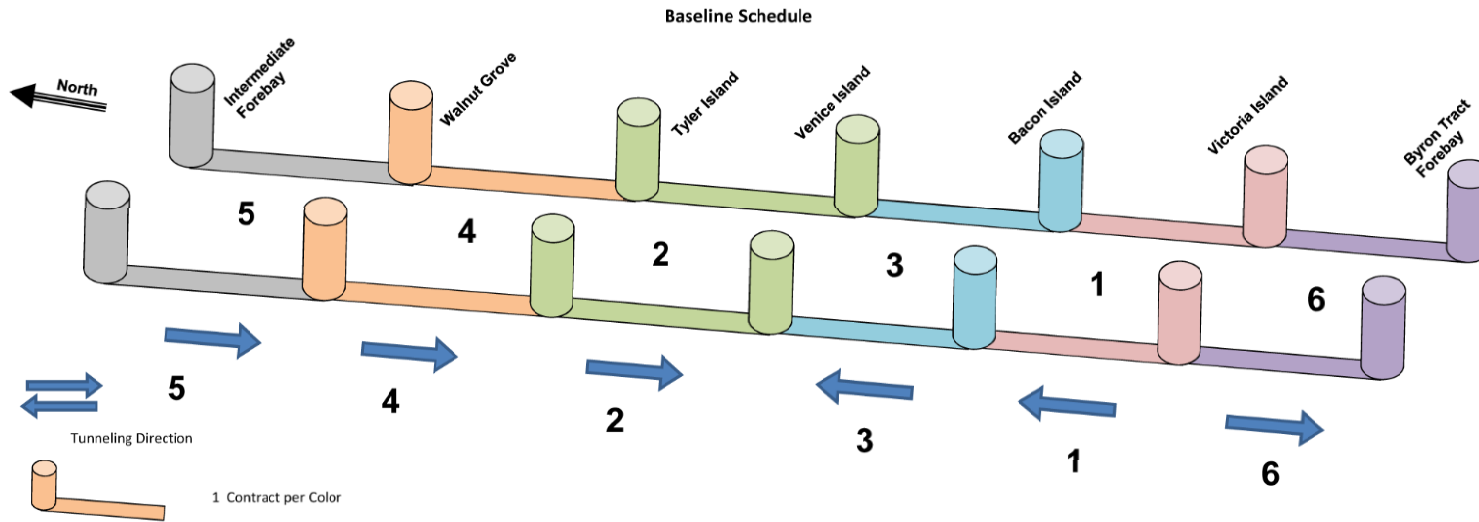 Baseline Schedule
North
Intermediate
Forebay
Walnut Grove
Tyler Island
Venice Island
Bacon Island
Victoria Island
Byron Tract
Forebay
5
4
2
3
1
6
5
4
2
3
1
6
Tunneling Direction
1 Contract per Color